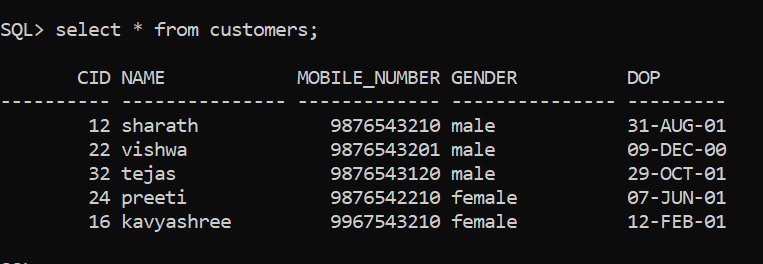 SQL> select * from customers;
CID NAME MOBILE_NUMBER GENDER DOP
---------- --------------- ------------- --------------- ---------
12 sharath 9876543210 male 31-AUG-01
22 vishwa 9876543201 male 09-DEC-00
32 tejas 9876543120 male 29-OCT-01
24 preeti 9876542210 female 07-JUN-01
16 kavyashree 9967543210 female 12-FEB-01